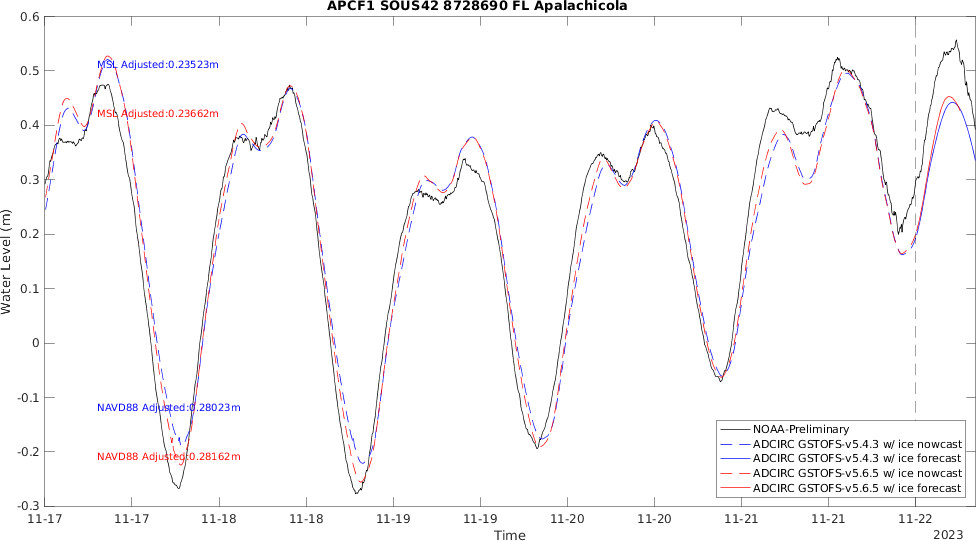 APCF1 SOUS42 8728690 FL Apalachicola
Water Level (m)
0.6
0.5
0.4
0.3
0.2
0.1
0
-0.1
-0.2
-0.3
MSL Adjusted:0.23523m
MSL Adjusted:0.23662m
NAVD88 Adjusted:0.28023m
NAVD88 Adjusted:0.28162m
NOAA-Preliminary
ADCIRC GSTOFS-v5.4.3 w/ ice nowcast
ADCIRC GSTOFS-v5.4.3 w/ ice forecast
ADCIRC GSTOFS-v5.6.5 w/ ice nowcast
ADCIRC GSTOFS-v5.6.5 w/ ice forecast
11-17 11-17 11-18 11-18 11-19 11-19 11-20 11-20 11-21 11-21 11-22
Time
2023